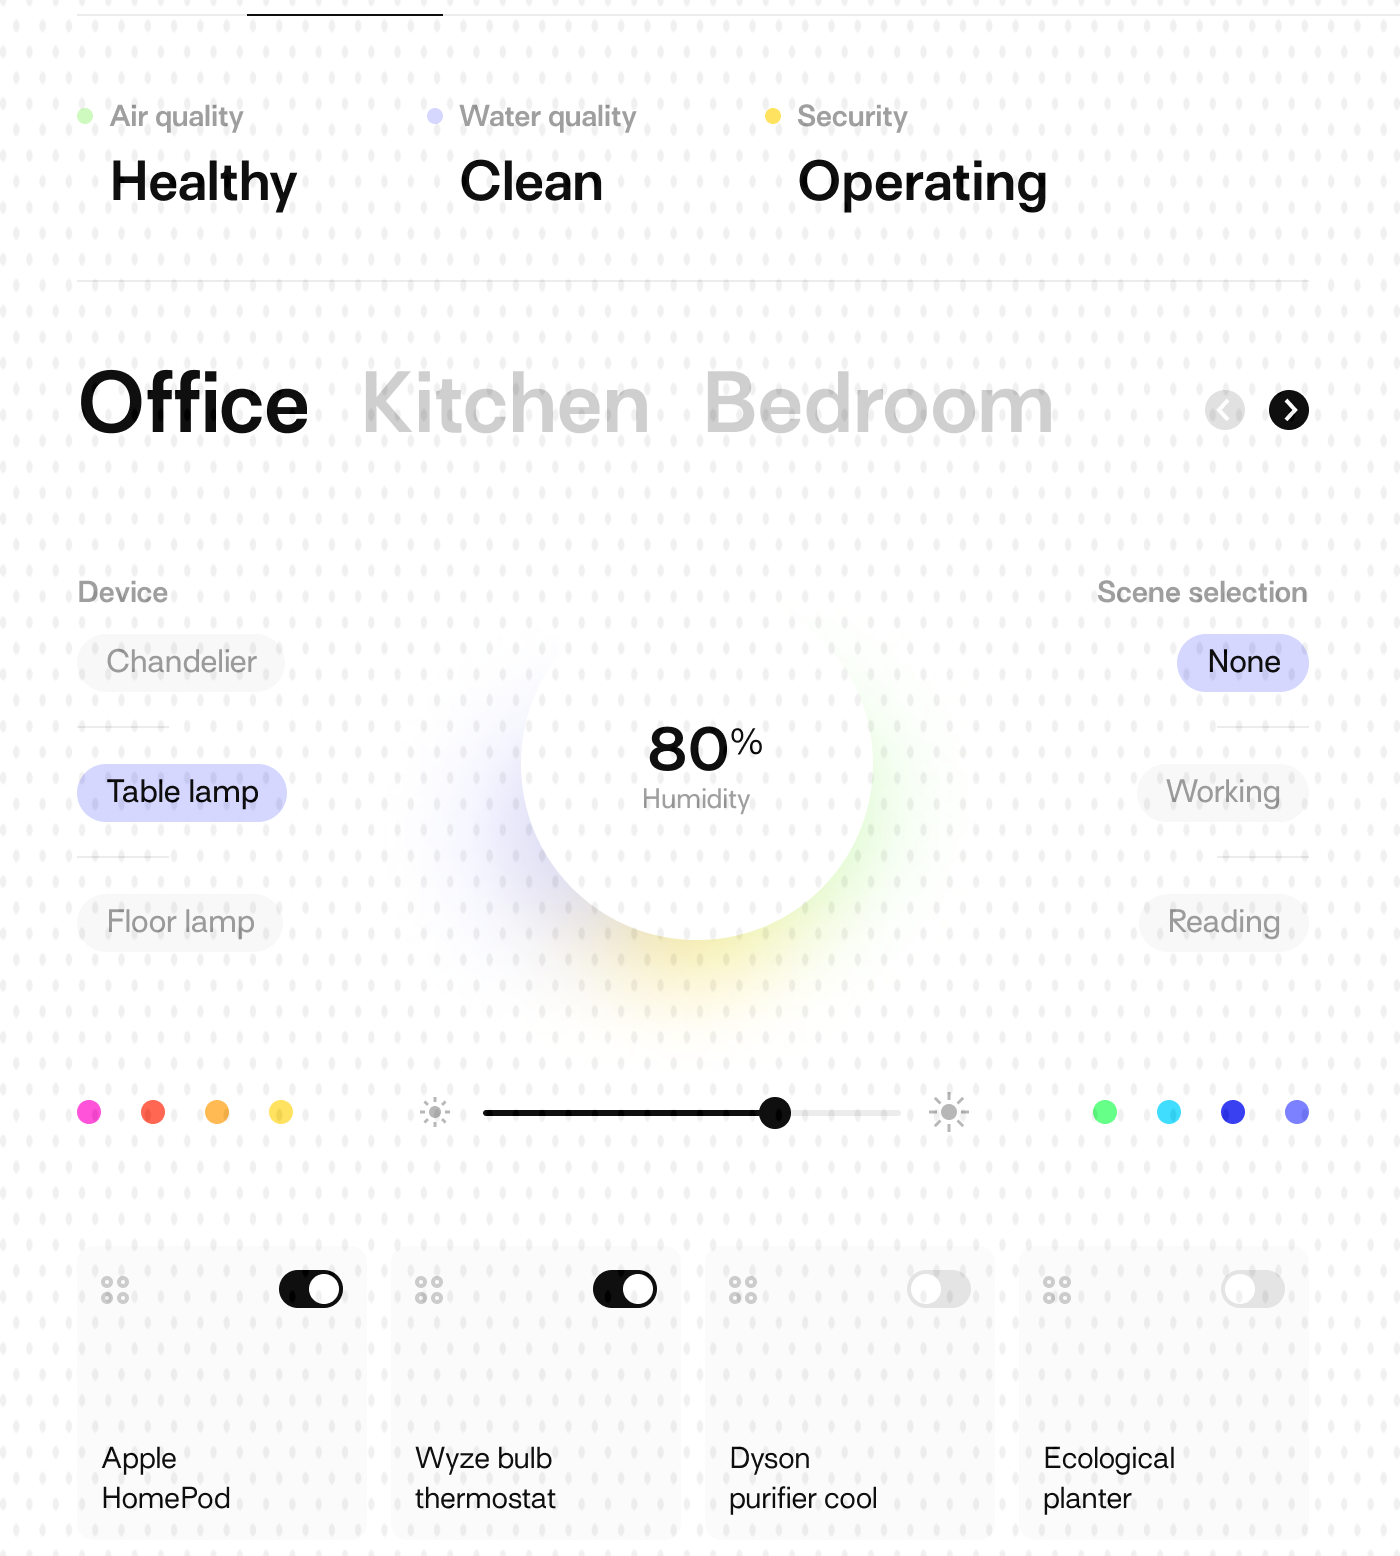 Air quality
Water quality
Security
Healthy
Clean
Operating
Office
Kitchen
Bedroom
Device
Scene selection
Chandelier
None
80%
Humidity
Table lamp
Working
Floor lamp
Reading
Apple
HomePod
Wyze bulb
thermostat
Dyson
purifier cool
Ecological
planter